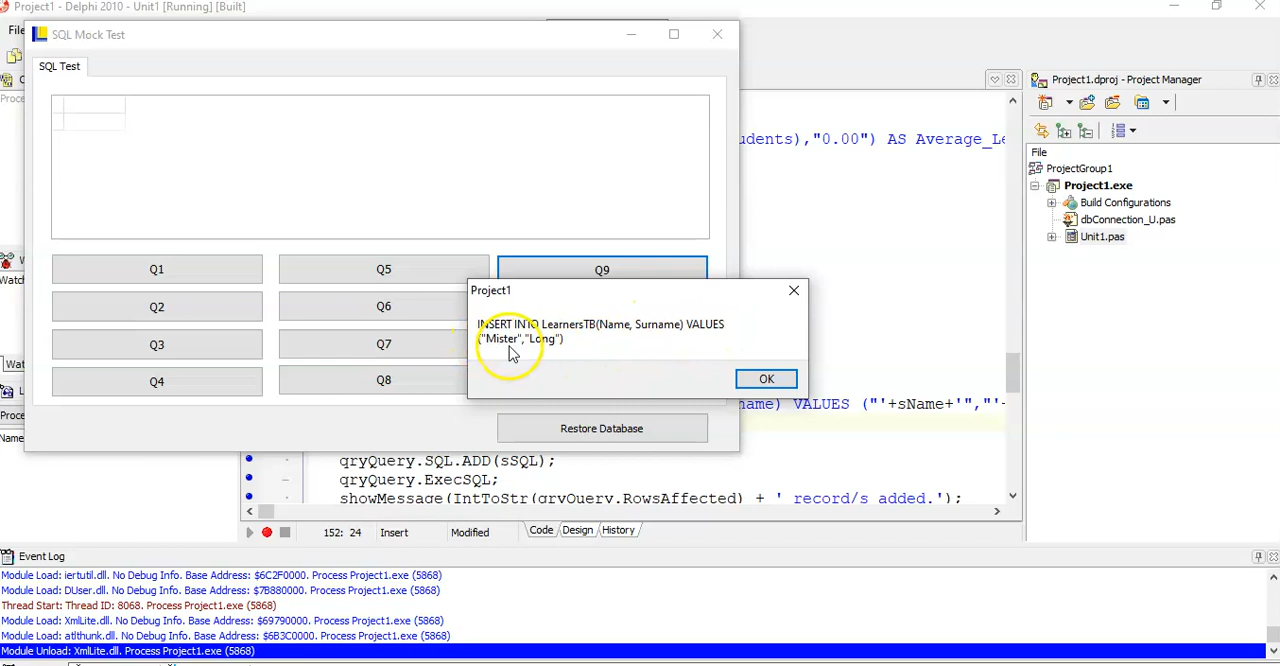 Project1 - Delphi 2010 - Unit1 [Running] [Built]
SQL Mock Test
SQL Test
Q1
Q5
Q9
Q2
Q6
Q3
Q7
Q4
Q8
Restore Database
Project1
INSERT INTO LearnersTB(Name, Surname) VALUES
("Mister","Long")
OK
udents),"0.00") AS Average_Le
name) VALUES ("'+sName+'","'+
qryQuery.SQL.ADD(sSQL);
qryQuery.ExecSQL;
showMessage(IntToStr(qryQuery.RowsAffected) + ' record/s added.');
152: 24
Insert
Modified
Code
Design
History
Project1.dproj - Project Manager
File
ProjectGroup1
Project1.exe
Build Configurations
dbConnection_U.pas
Unit1.pas
Event Log
Module Load: iertutil.dll. No Debug Info. Base Address: $6C2F0000. Process Project1.exe (5868)
Module Load: DUser.dll. No Debug Info. Base Address: $7B880000. Process Project1.exe (5868)
Thread Start: Thread ID: 8068. Process Project1.exe (5868)
Module Load: XmlLite.dll. No Debug Info. Base Address: $69790000. Process Project1.exe (5868)
Module Load: atlthunk.dll. No Debug Info. Base Address: $6B3C0000. Process Project1.exe (5868)
Module Unload: XmlLite.dll. Process Project1.exe (5868)